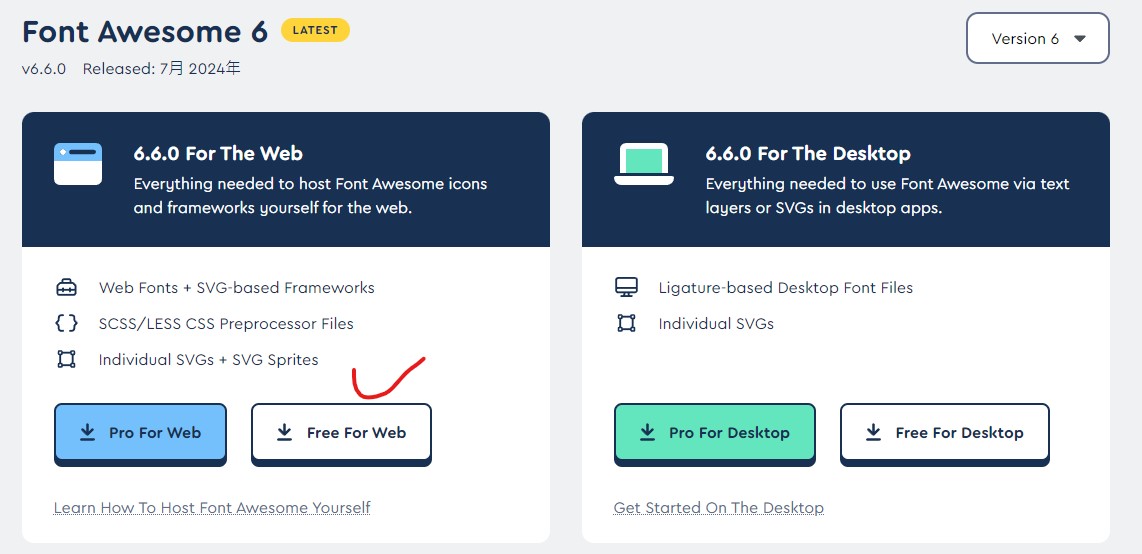 Font Awesome 6 LATEST
Version 6
v6.6.0 Released: 7月 2024年
6.6.0 For The Web
Everything needed to host Font Awesome icons
and frameworks yourself for the web.
Web Fonts + SVG-based Frameworks
SCSS/LESS CSS Preprocessor Files
Individual SVGs + SVG Sprites
Pro For Web
Free For Web
Learn How To Host Font Awesome Yourself
6.6.0 For The Desktop
Everything needed to use Font Awesome via text
layers or SVGs in desktop apps.
Ligature-based Desktop Font Files
Individual SVGs
Pro For Desktop
Free For Desktop
Get Started On The Desktop